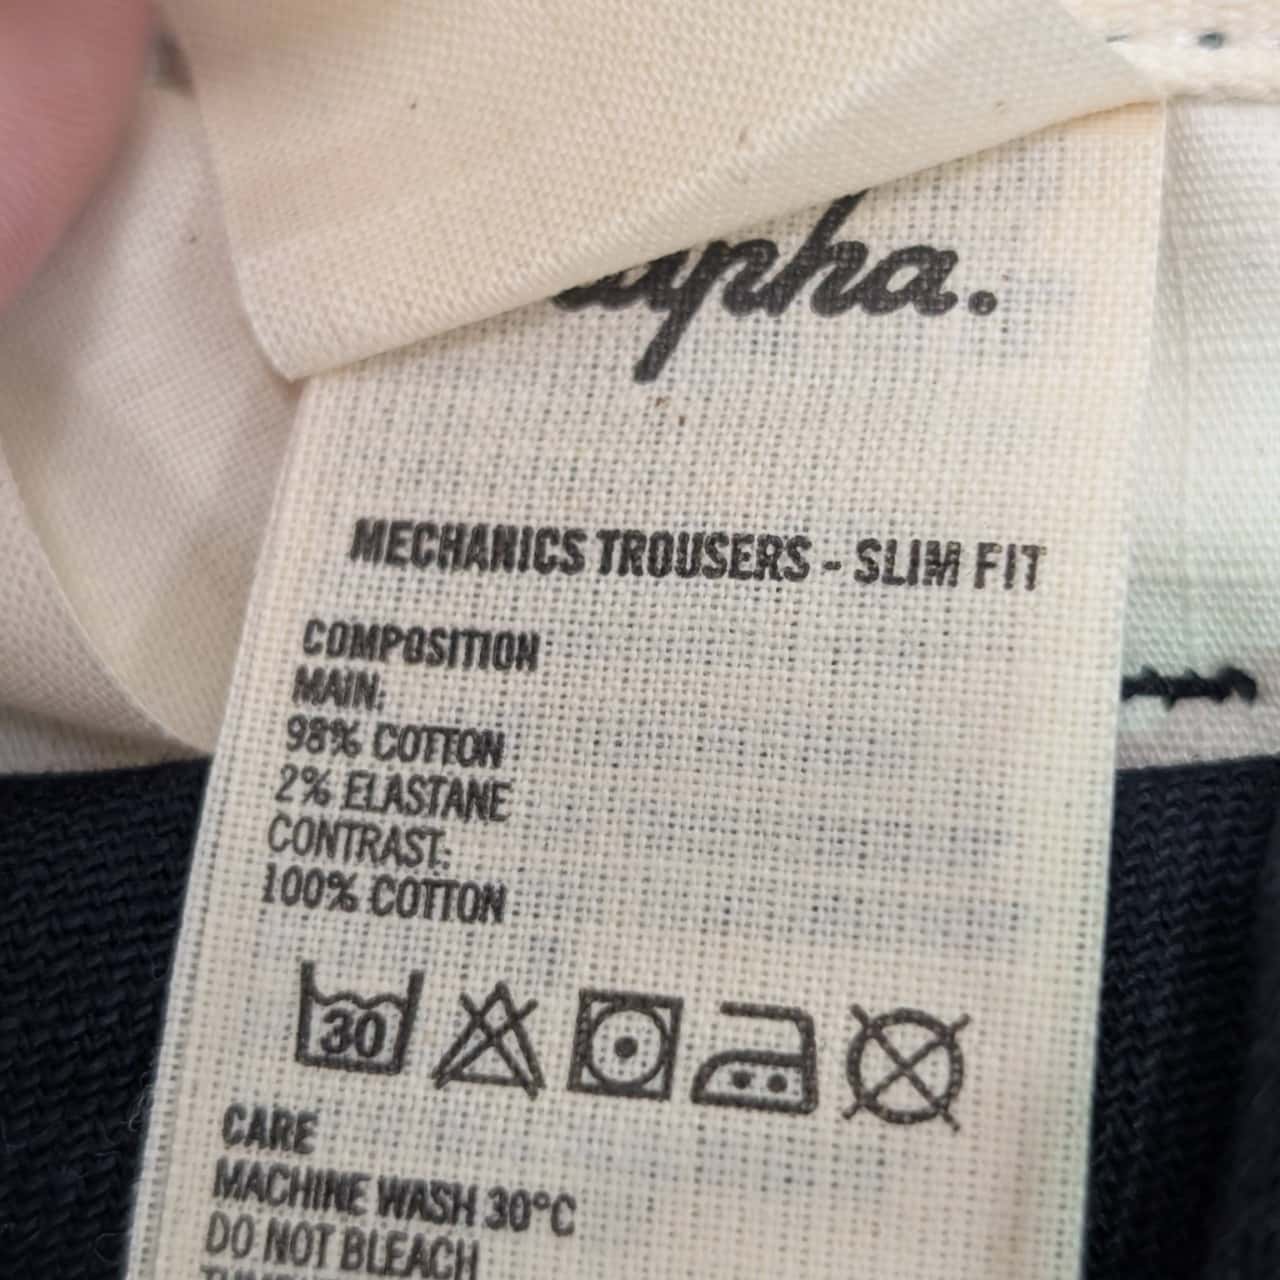 MECHANICS TROUSERS - SLIM FIT
COMPOSITION
MAIN:
98% COTTON
2% ELASTANE
CONTRAST:
100% COTTON
30
CARE
MACHINE WASH 30°C
DO NOT BLEACH